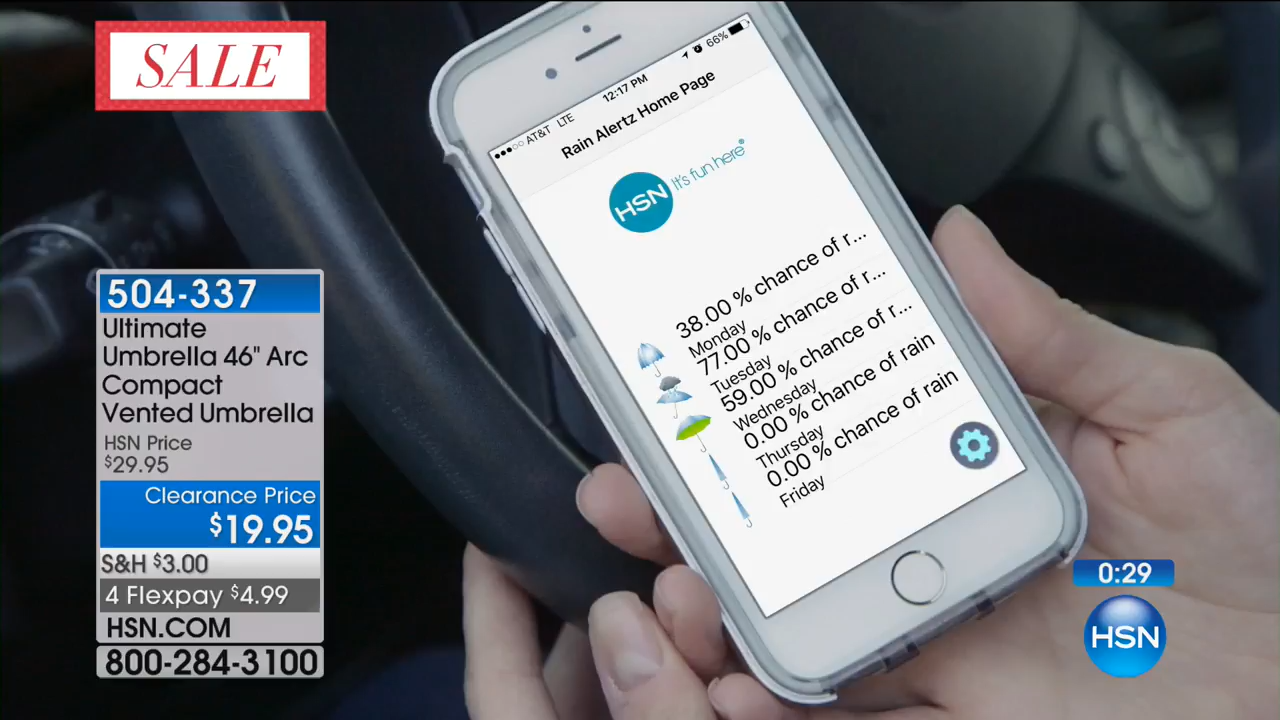 SALE
504-337
Ultimate
Umbrella 46" Arc
Compact
Vented Umbrella
HSN Price
$29.95
Clearance Price
$19.95
S&H $3.00
4 Flexpay $4.99
HSN.COM
800-284-3100
AT&T LTE 12:17 PM 66%
Rain Alertz Home Page
HSN It's fun here®
38.00 % chance of r...
Monday
77.00 % chance of r...
Tuesday
59.00 % chance of r...
Wednesday
0.00 % chance of rain
Thursday
0.00 % chance of rain
Friday
0:29
HSN